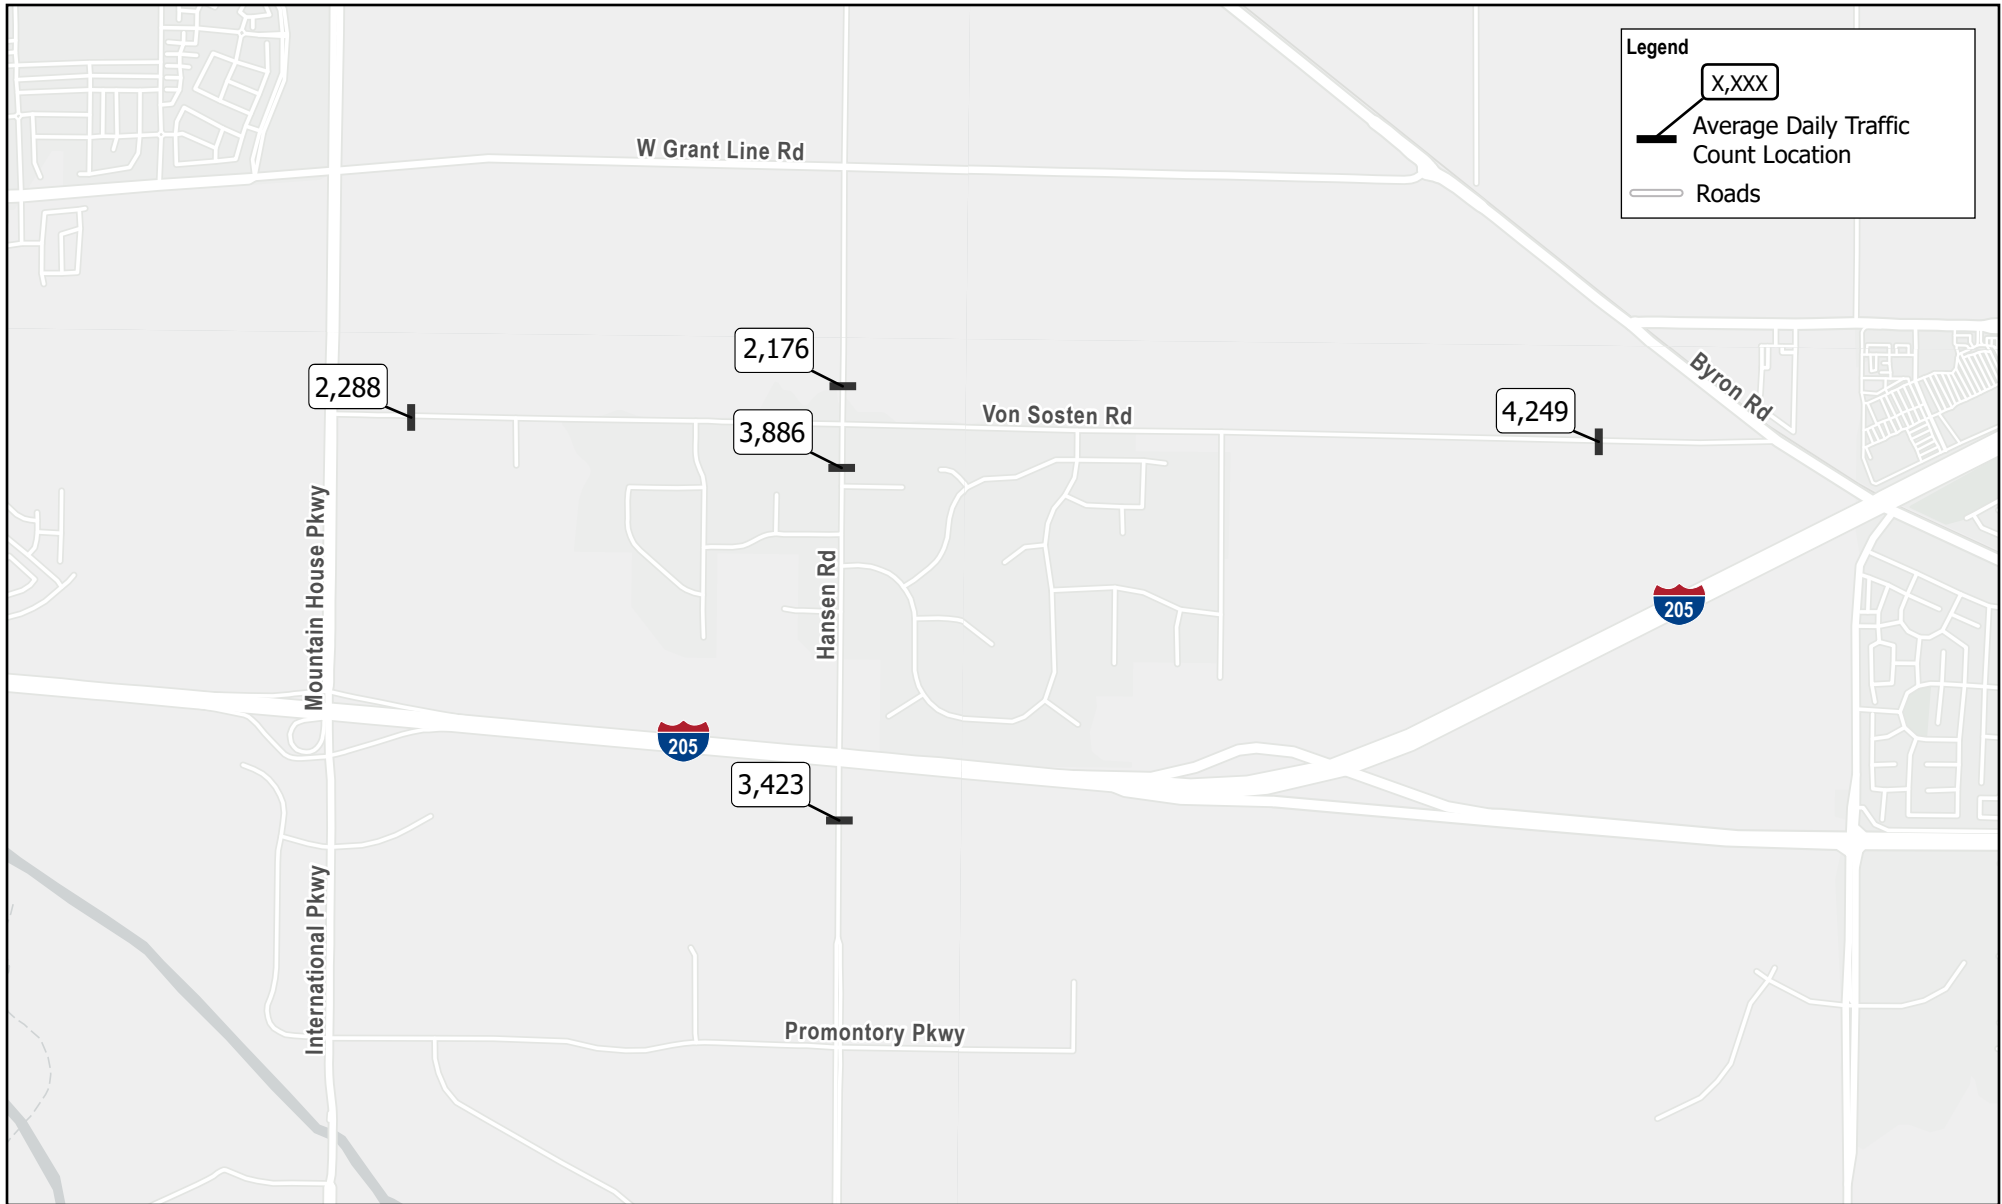 Legend
X,XXX
Average Daily Traffic
Count Location
Roads
W Grant Line Rd
2,176
2,288
Byron Rd
Von Sosten Rd
4,249
3,886
Mountain House Pkwy
Hansen Rd
205
205
3,423
International Pkwy
Promontory Pkwy